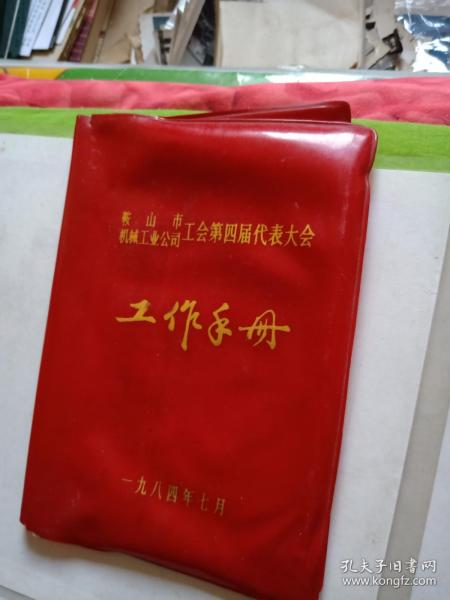 鞍山市
机械工业公司工会第四届代表大会
工作手册
一九八四年七月
孔夫子旧书网
www.kongfz.com